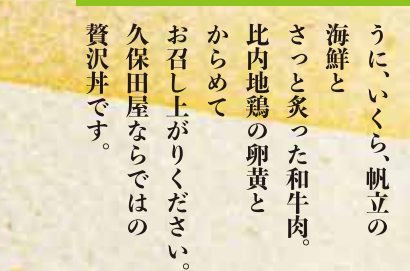 うに、いくら、帆立の
海鮮と
さっと炙った和牛肉。
比内地鶏の卵黄と
からめて
お召し上がりください。
久保田屋ならではの
贅沢丼です。